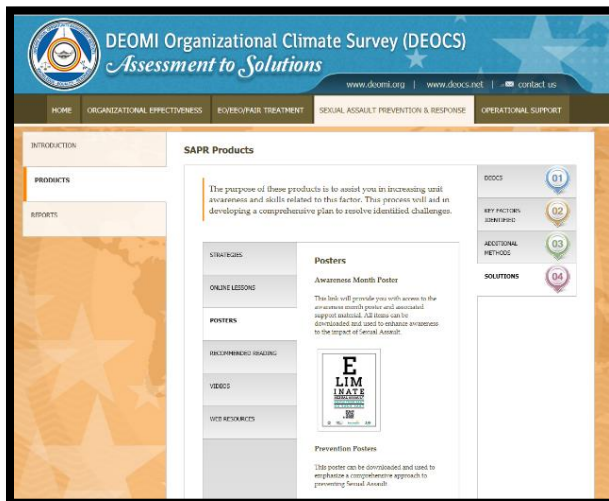 DEOMI Organizational Climate Survey (DEOCS)
Assessment to Solutions
www.deomi.org | www.deocs.net | contact us
HOME
ORGANIZATIONAL EFFECTIVENESS
EO/EEO/FAIR TREATMENT
SEXUAL ASSAULT PREVENTION & RESPONSE
OPERATIONAL SUPPORT
INTRODUCTION
PRODUCTS
REPORTS
SAPR Products
The purpose of these products is to assist you in increasing unit
awareness and skills related to this factor. This process will aid in
developing a comprehensive plan to resolve identified challenges.
STRATEGIES
ONLINE LESSONS
POSTERS
RECOMMENDED READING
VIDEOS
WEB RESOURCES
Posters
Awareness Month Poster
This link will provide you with access to the
awareness month poster and associated
support material. All items can be
downloaded and used to enhance awareness
to the impact of Sexual Assault.
E
LIM
INATE
SEXUAL ASSAULT
Prevention Posters
This poster can be downloaded and used to
emphasize a comprehensive approach to
preventing Sexual Assault.
DEOCS
01
KEY FACTORS
IDENTIFIED
02
ADDITIONAL
METHODS
03
SOLUTIONS
04